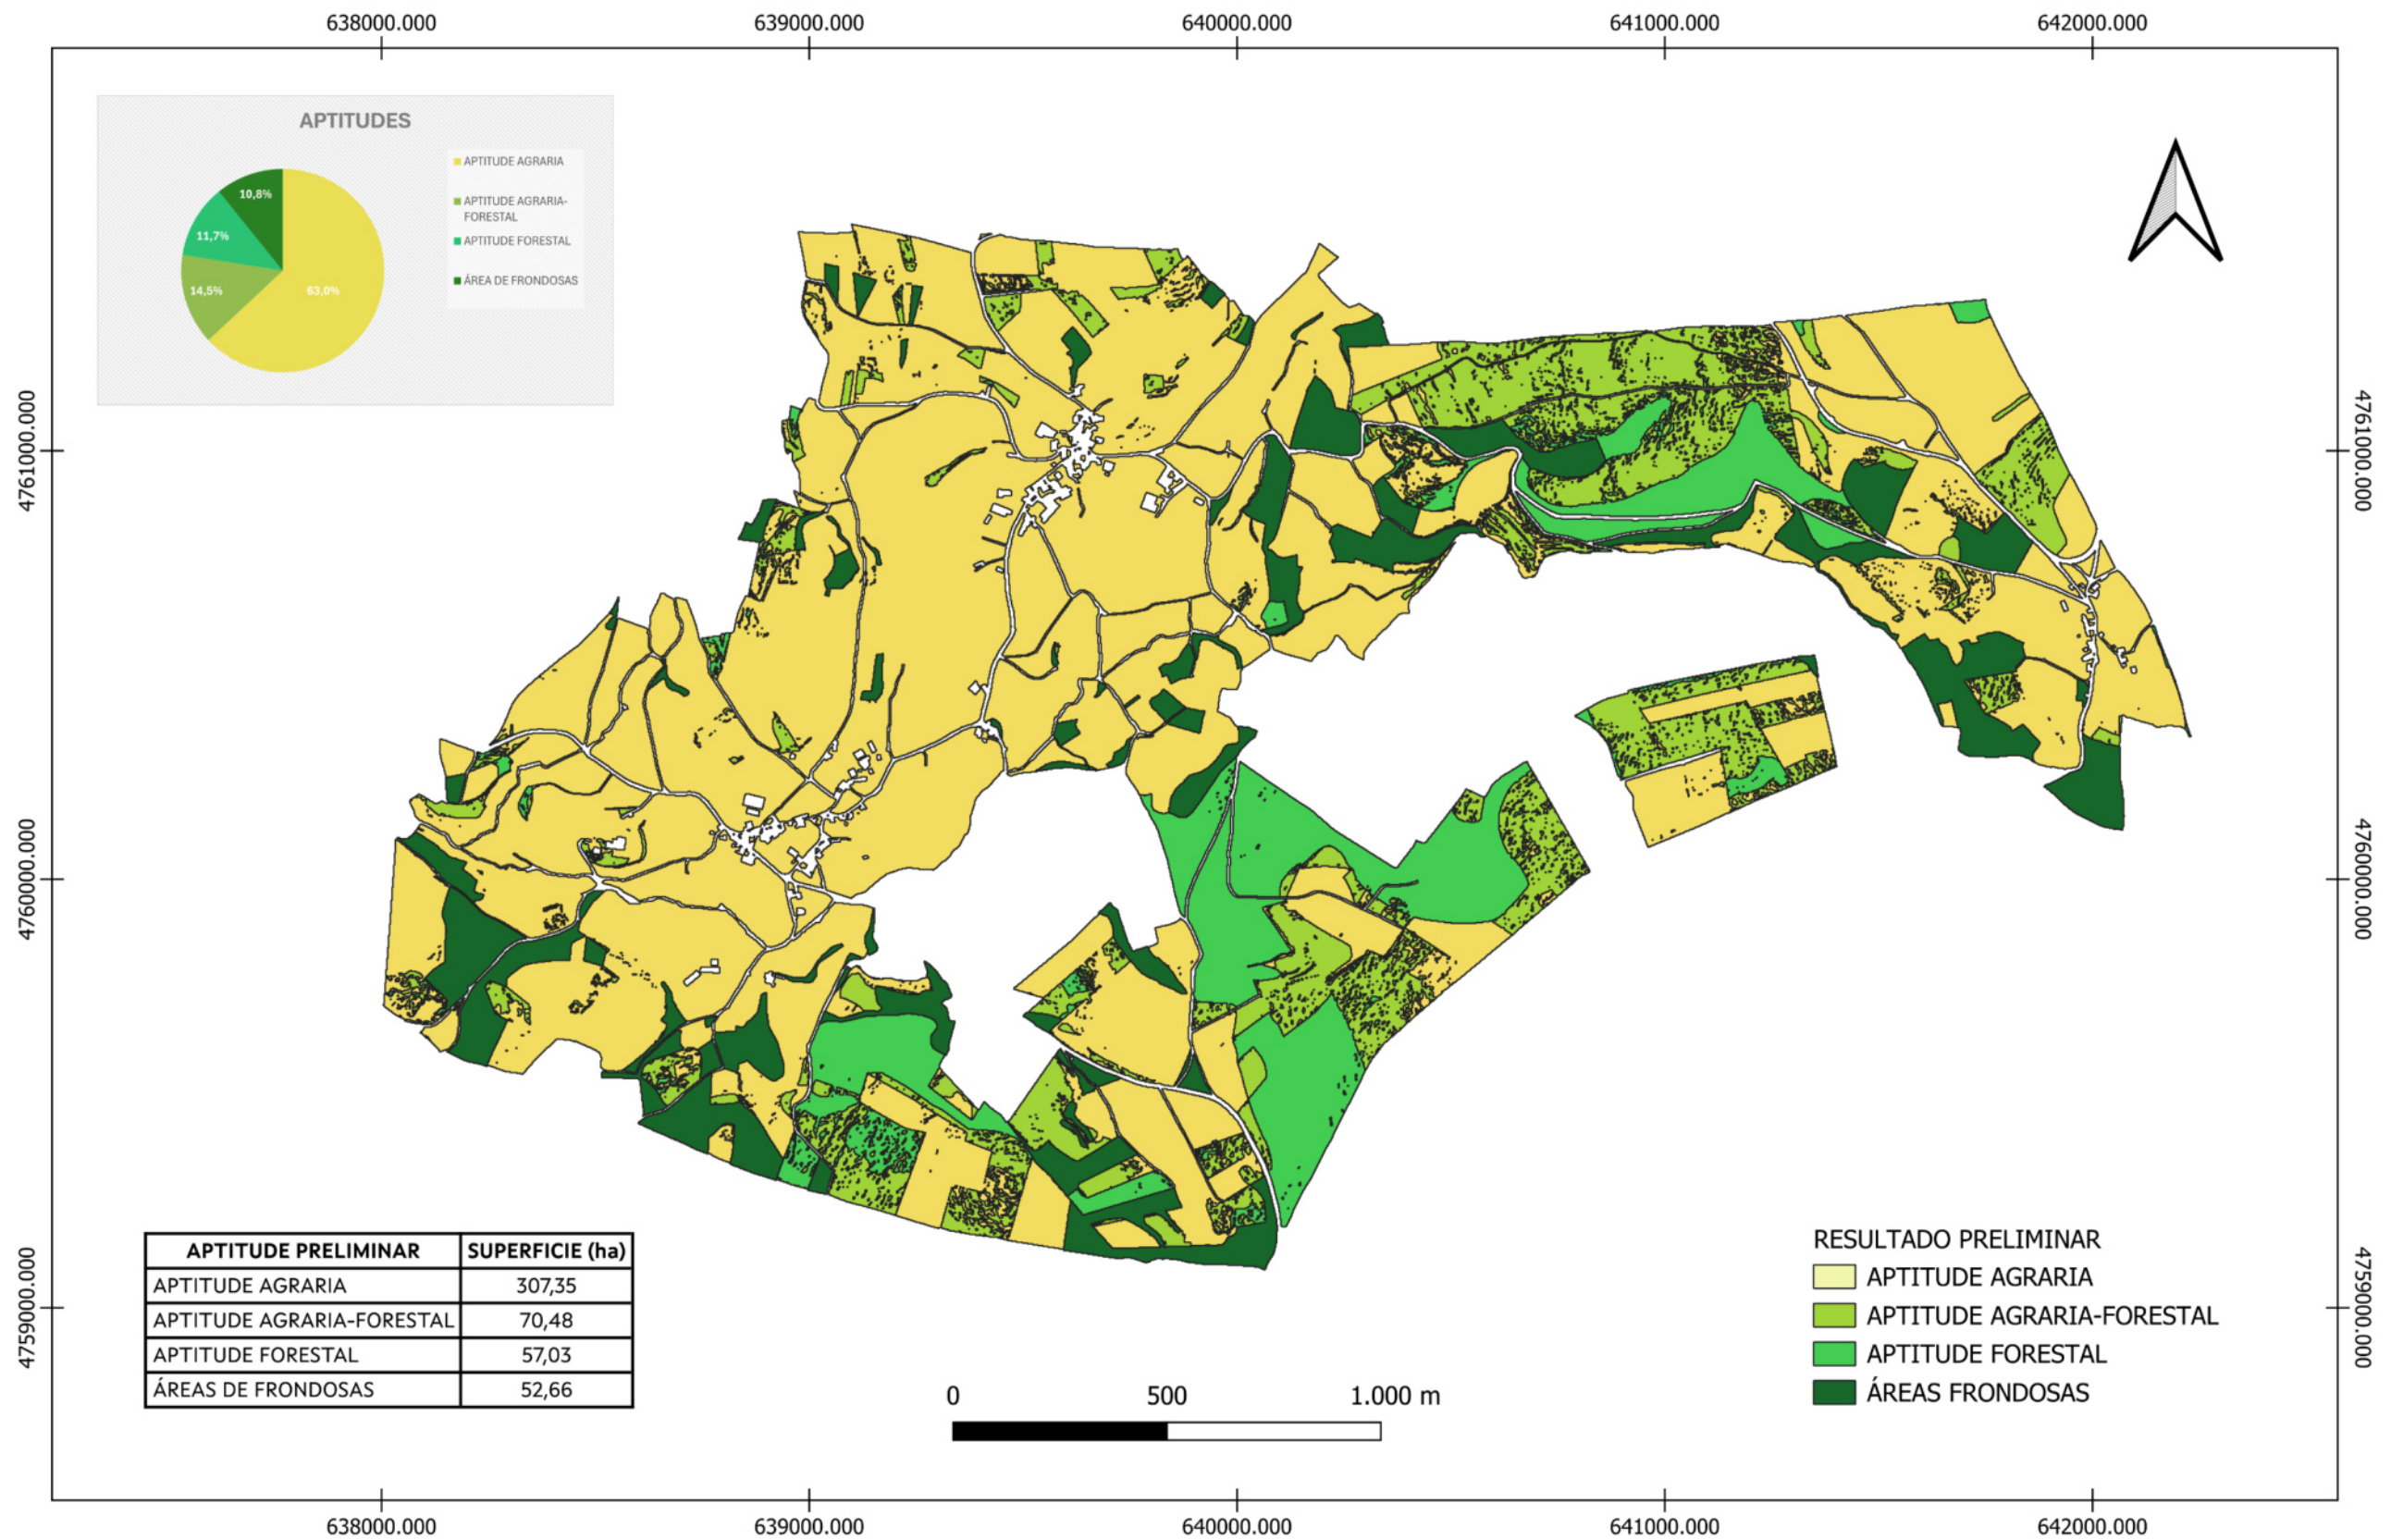 638000.000 639000.000 640000.000 641000.000 642000.000
APTITUDES
APTITUDE AGRARIA
APTITUDE AGRARIA-
FORESTAL
APTITUDE FORESTAL
ÁREA DE FRONDOSAS
10,8%
11,7%
14,5%
63,0%
4761000.000 4761000.000
4760000.000 4760000.000
4759000.000 4759000.000
APTITUDE PRELIMINAR SUPERFICIE (ha)
APTITUDE AGRARIA 307,35
APTITUDE AGRARIA-FORESTAL 70,48
APTITUDE FORESTAL 57,03
ÁREAS DE FRONDOSAS 52,66
0 500 1.000 m
RESULTADO PRELIMINAR
APTITUDE AGRARIA
APTITUDE AGRARIA-FORESTAL
APTITUDE FORESTAL
ÁREAS FRONDOSAS
638000.000 639000.000 640000.000 641000.000 642000.000